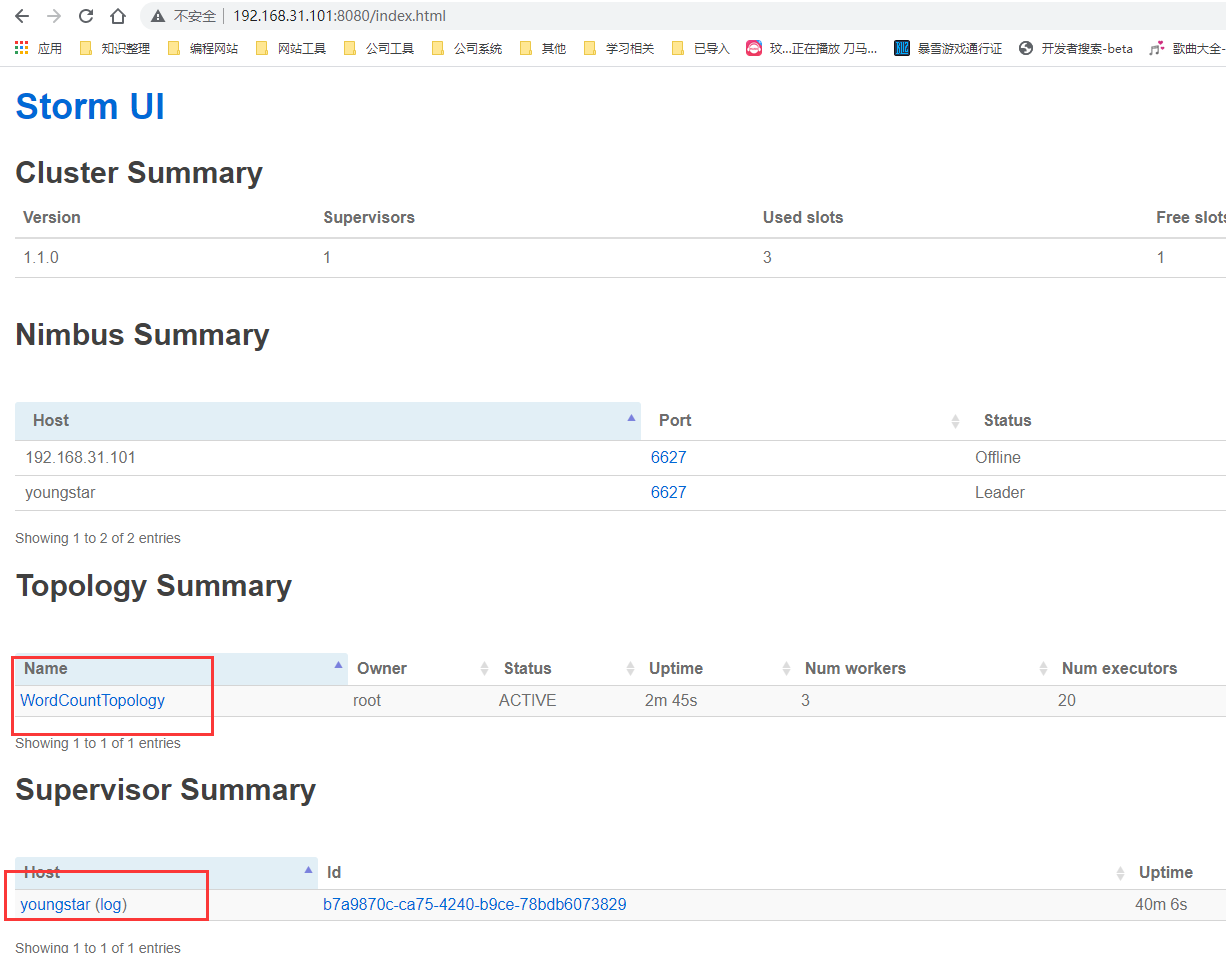 不安全 192.168.31.101:8080/index.html
应用 知识整理 编程网站 网站工具 公司工具 公司系统 其他 学习相关 已导入 玟...正在播放 刀马... 暴雪游戏通行证 开发者搜索-beta 歌曲大全-
Storm UI
Cluster Summary
Version Supervisors Used slots Free slots
1.1.0 1 3 1
Nimbus Summary
Host Port Status
192.168.31.101 6627 Offline
youngstar 6627 Leader
Showing 1 to 2 of 2 entries
Topology Summary
Name Owner Status Uptime Num workers Num executors
WordCountTopology root ACTIVE 2m 45s 3 20
Showing 1 to 1 of 1 entries
Supervisor Summary
Host Id Uptime
youngstar (log) b7a9870c-ca75-4240-b9ce-78bdb6073829 40m 6s
Showing 1 to 1 of 1 entries